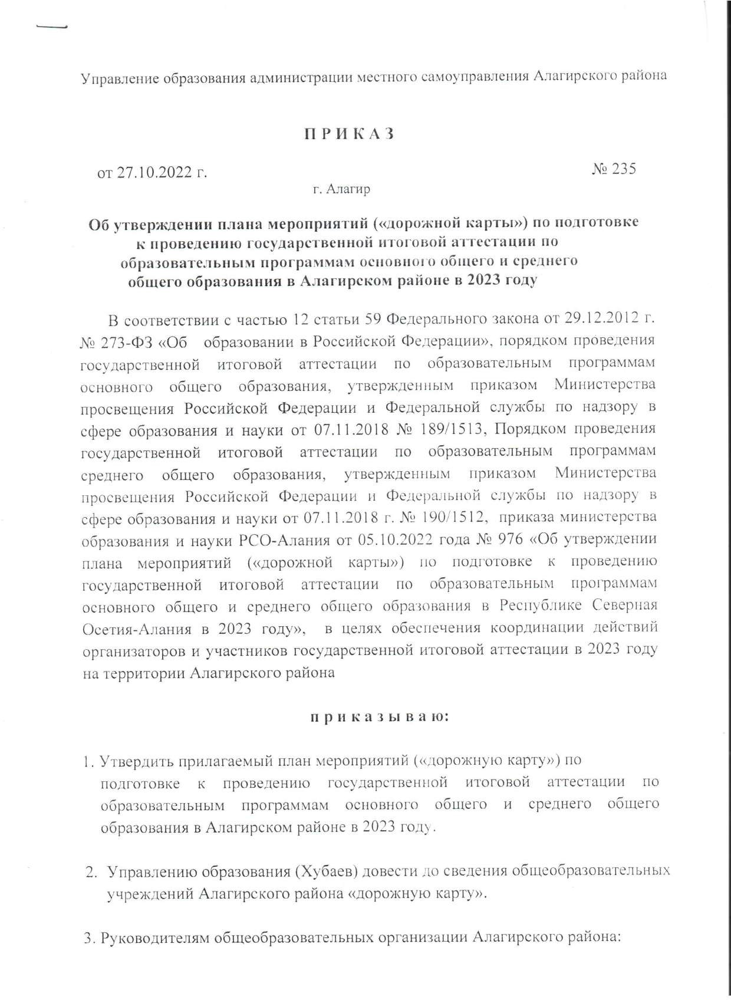 Управление образования администрации местного самоуправления Алагирского района
П Р И К А З
от 27.10.2022 г.
№ 235
г. Алагир
Об утверждении плана мероприятий («дорожной карты») по подготовке
к проведению государственной итоговой аттестации по
образовательным программам основного общего и среднего
общего образования в Алагирском районе в 2023 году
В соответствии с частью 12 статьи 59 Федерального закона от 29.12.2012 г.
№ 273-ФЗ «Об образовании в Российской Федерации», порядком проведения
государственной итоговой аттестации по образовательным программам
основного общего образования, утвержденным приказом Министерства
просвещения Российской Федерации и Федеральной службы по надзору в
сфере образования и науки от 07.11.2018 № 189/1513, Порядком проведения
государственной итоговой аттестации по образовательным программам
среднего общего образования, утвержденным приказом Министерства
просвещения Российской Федерации и Федеральной службы по надзору в
сфере образования и науки от 07.11.2018 г. № 190/1512, приказа министерства
образования и науки РСО-Алания от 05.10.2022 года № 976 «Об утверждении
плана мероприятий («дорожной карты») по подготовке к проведению
государственной итоговой аттестации по образовательным программам
основного общего и среднего общего образования в Республике Северная
Осетия-Алания в 2023 году», в целях обеспечения координации действий
организаторов и участников государственной итоговой аттестации в 2023 году
на территории Алагирского района
п р и к а з ы в а ю:
1. Утвердить прилагаемый план мероприятий («дорожную карту») по
подготовке к проведению государственной итоговой аттестации по
образовательным программам основного общего и среднего общего
образования в Алагирском районе в 2023 году.
2. Управлению образования (Хубаев) довести до сведения общеобразовательных
учреждений Алагирского района «дорожную карту».
3. Руководителям общеобразовательных организации Алагирского района: